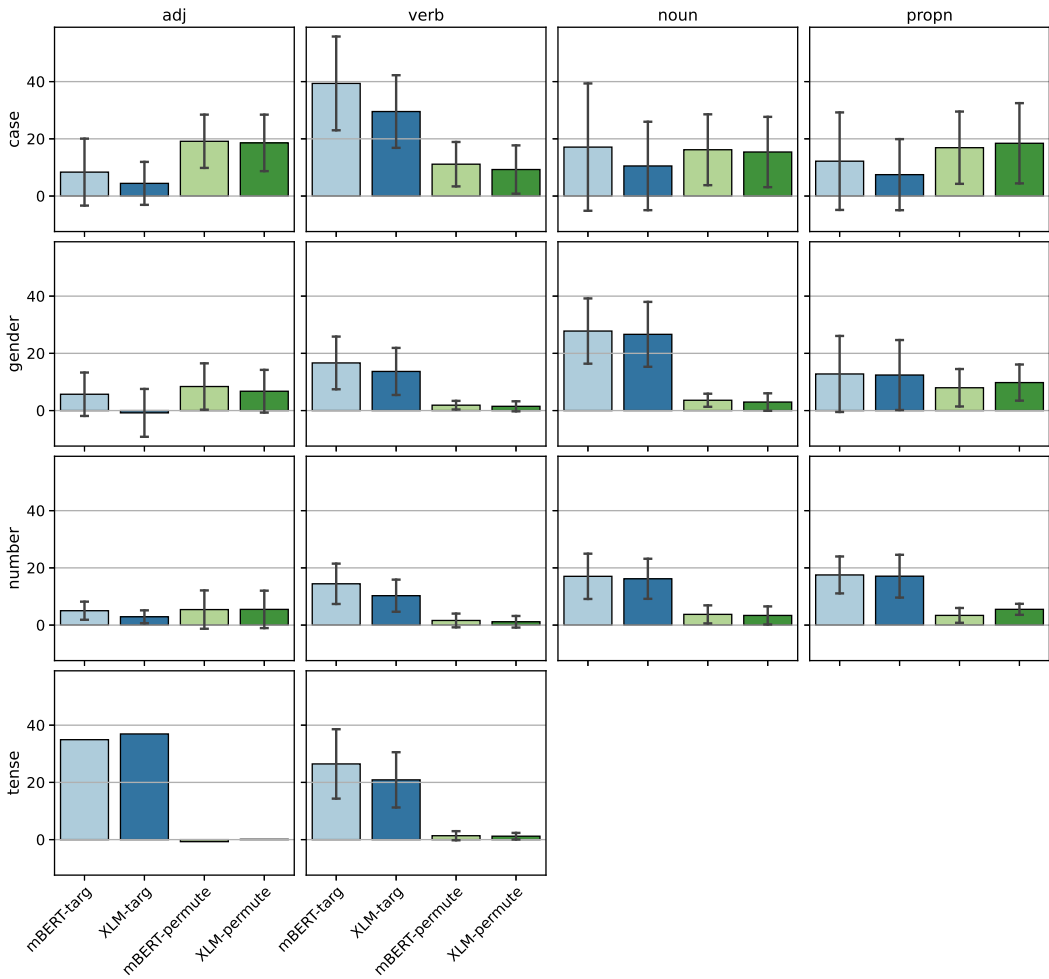 adj verb noun propn
case
40
20
0
gender
40
20
0
number
40
20
0
tense
40
20
0
mBERT-targ XLM-targ mBERT-permute XLM-permute mBERT-targ XLM-targ mBERT-permute XLM-permute